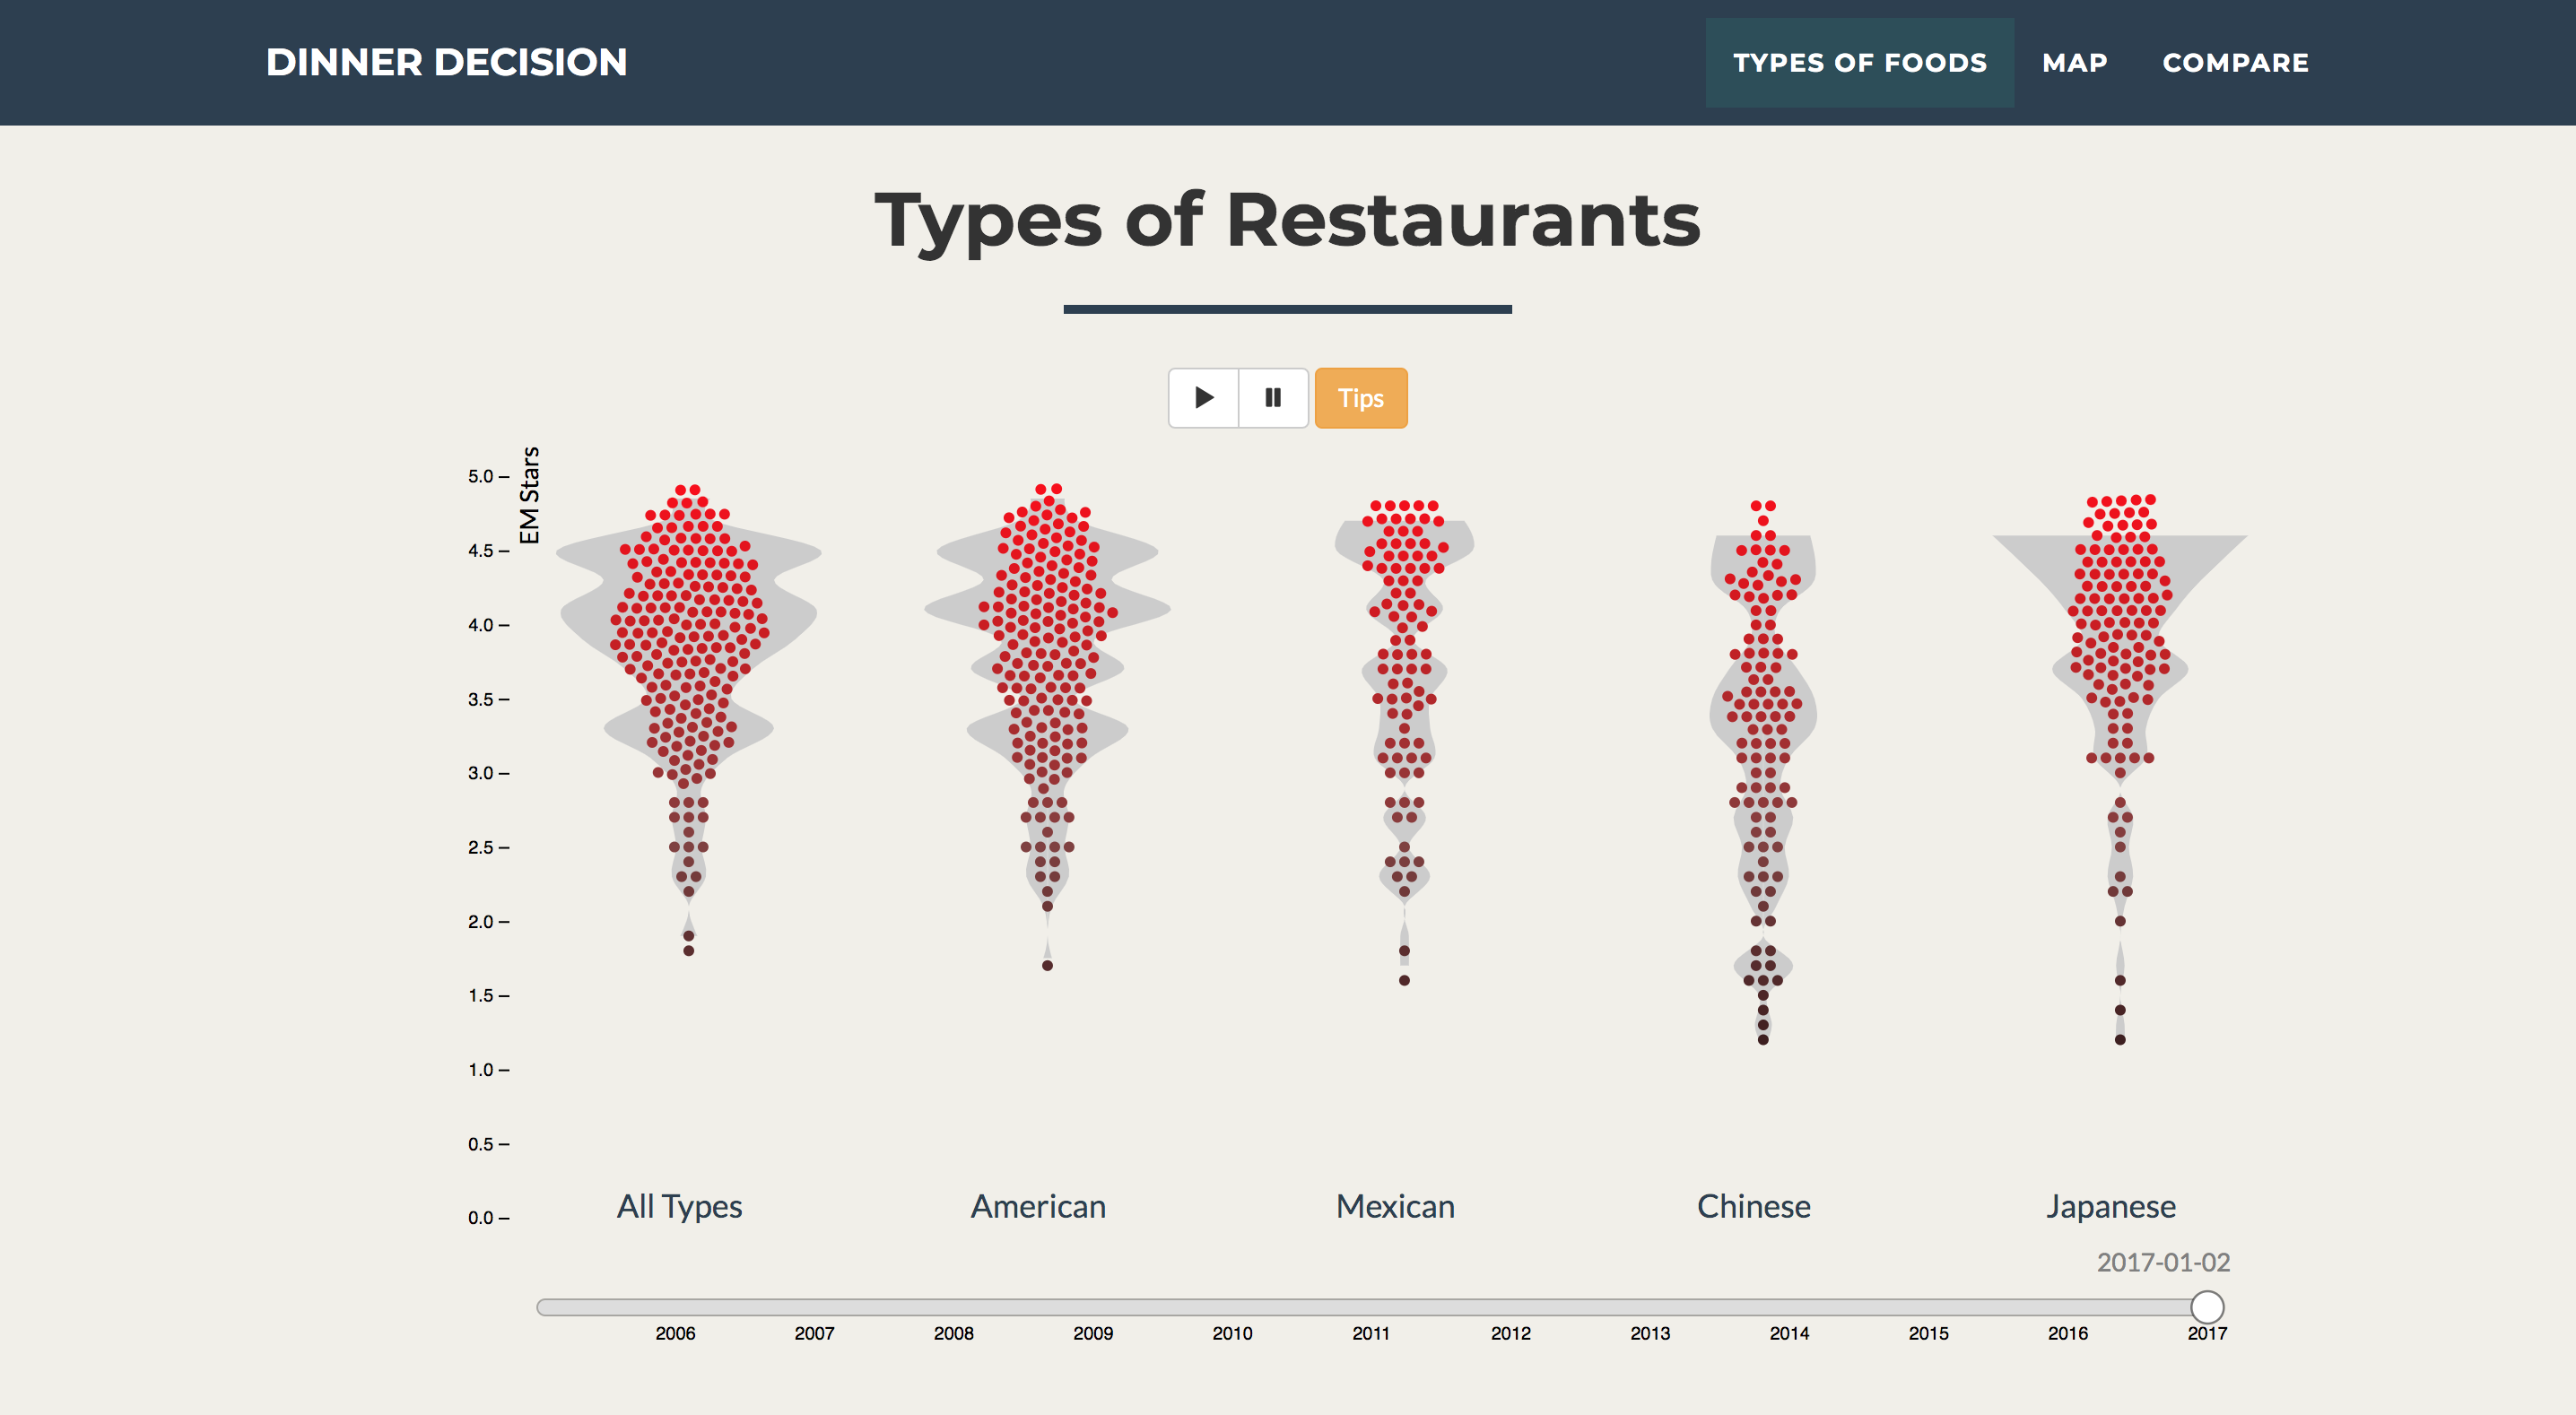 DINNER DECISION
TYPES OF FOODS MAP COMPARE
Types of Restaurants
Tips
EM Stars
5.0
4.5
4.0
3.5
3.0
2.5
2.0
1.5
1.0
0.5
0.0
All Types American Mexican Chinese Japanese
2017-01-02
2006 2007 2008 2009 2010 2011 2012 2013 2014 2015 2016 2017